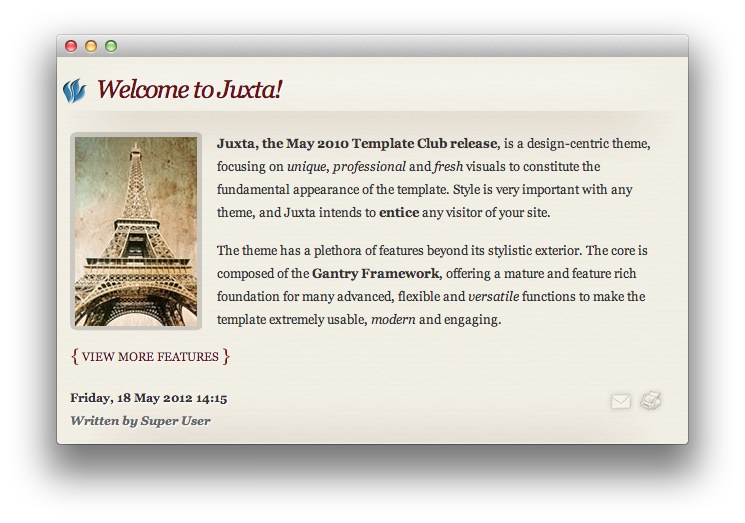 Welcome to Juxta!
Juxta, the May 2010 Template Club release, is a design-centric theme,
focusing on unique, professional and fresh visuals to constitute the
fundamental appearance of the template. Style is very important with any
theme, and Juxta intends to entice any visitor of your site.
The theme has a plethora of features beyond its stylistic exterior. The core is
composed of the Gantry Framework, offering a mature and feature rich
foundation for many advanced, flexible and versatile functions to make the
template extremely usable, modern and engaging.
{ VIEW MORE FEATURES }
Friday, 18 May 2012 14:15
Written by Super User